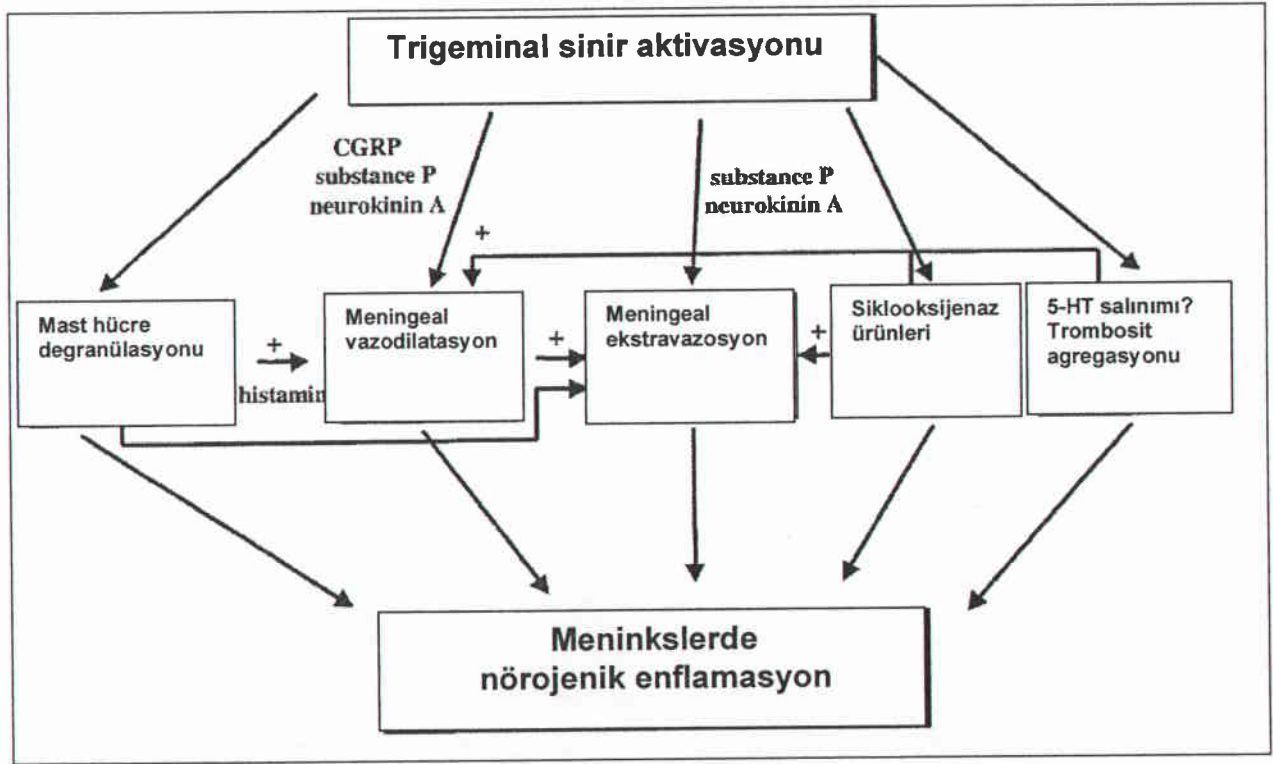 Trigeminal sinir aktivasyonu
CGRP
substance P
neurokinin A
substance P
neurokinin A
+
Mast hücre
degranülasyonu
+
histamin
Meningeal
vazodilatasyon
+
Meningeal
ekstravazosyon
+
Siklooksijenaz
ürünleri
5-HT salınımı?
Trombosit
agregasyonu
Meninkslerde
nörojenik enflamasyon